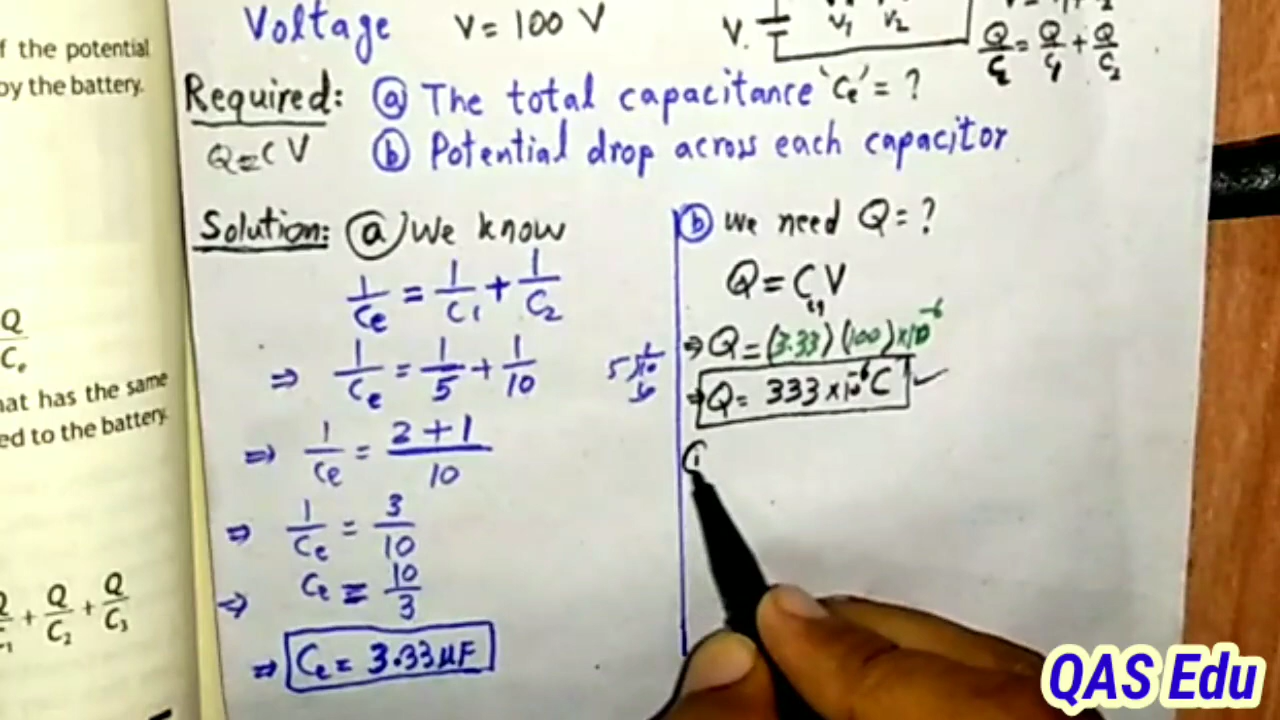 f the potential
by the battery.
Q
C
hat has the same
ed to the battery.
+ Q/C₂ + Q/C₃
Voltage V = 100 V
V. V₁ V₂
Q/Cₑ = Q/C₁ + Q/C₂
Required: (a) The total capacitance 'Cₑ' = ?
Q = CV (b) Potential drop across each capacitor
Solution: (a) We know
1/Cₑ = 1/C₁ + 1/C₂
⇒ 1/Cₑ = 1/5 + 1/10
⇒ 1/Cₑ = 2+1/10
⇒ 1/Cₑ = 3/10
⇒ Cₑ = 10/3
⇒ Cₑ = 3.33 μF
(b) we need Q = ?
Q = C V
⇒ Q = (3.33) (100) × 10⁻⁶
⇒ Q = 333 × 10⁻⁶ C
QAS Edu